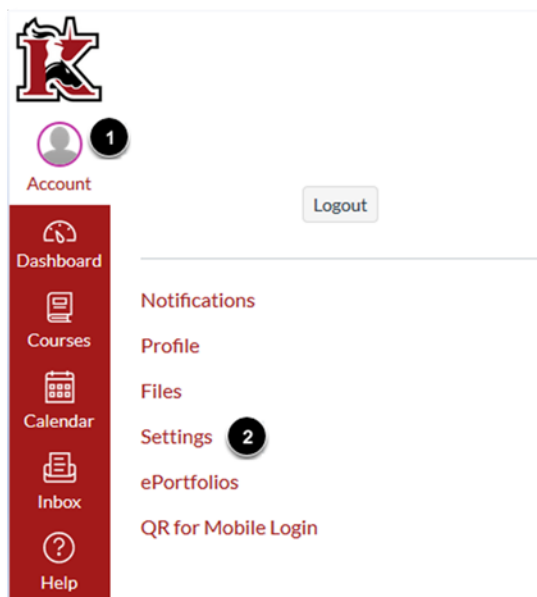 K
1
Account
Logout
Dashboard
Notifications
Courses
Profile
Files
Calendar
Settings 2
Inbox
ePortfolios
QR for Mobile Login
Help